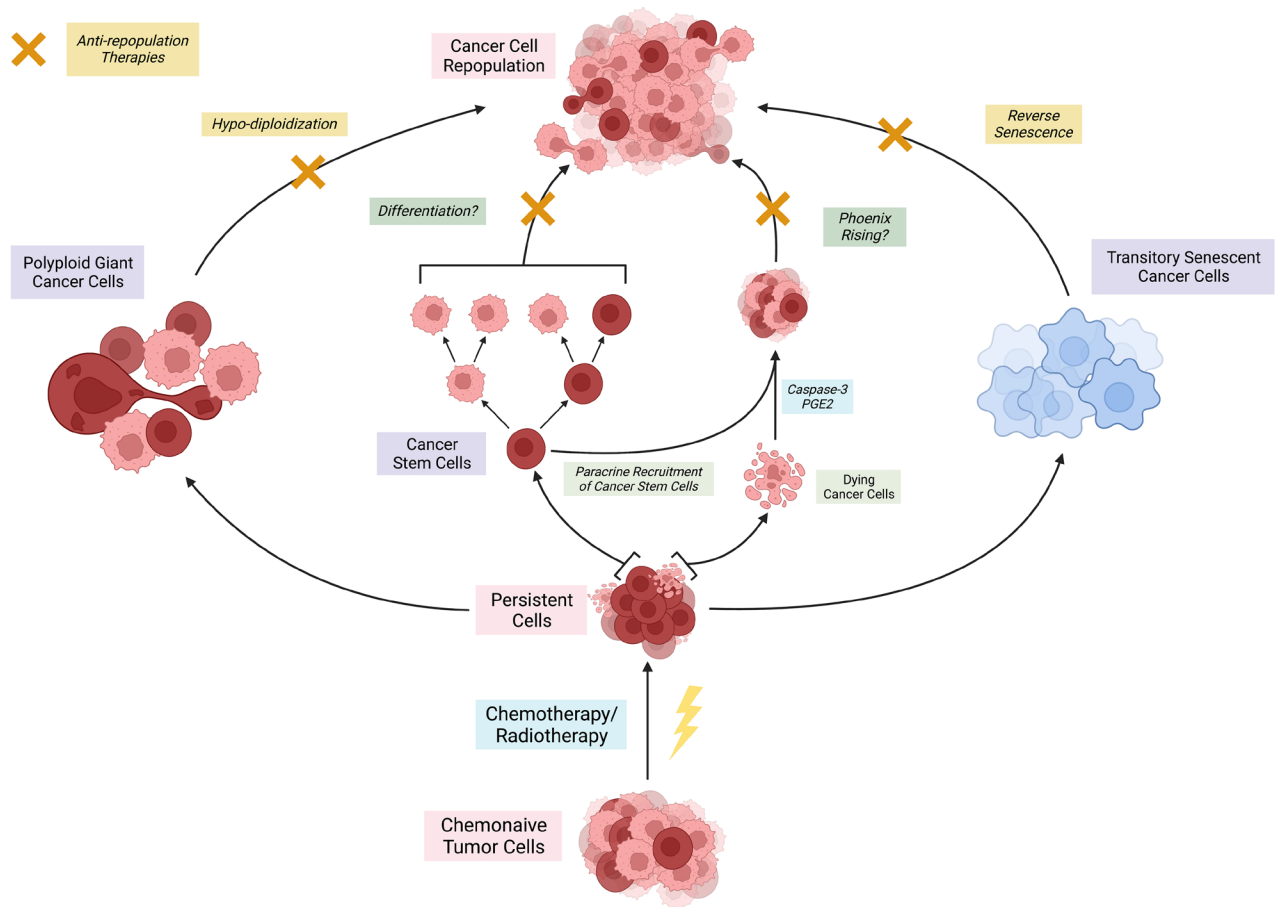 Anti-repopulation
Therapies
Cancer Cell
Repopulation
Hypo-diploidization
Reverse
Senescence
Differentiation?
Phoenix
Rising?
Polyploid Giant
Cancer Cells
Transitory Senescent
Cancer Cells
Caspase-3
PGE2
Cancer
Stem Cells
Paracrine Recruitment
of Cancer Stem Cells
Dying
Cancer Cells
Persistent
Cells
Chemotherapy/
Radiotherapy
Chemonaive
Tumor Cells